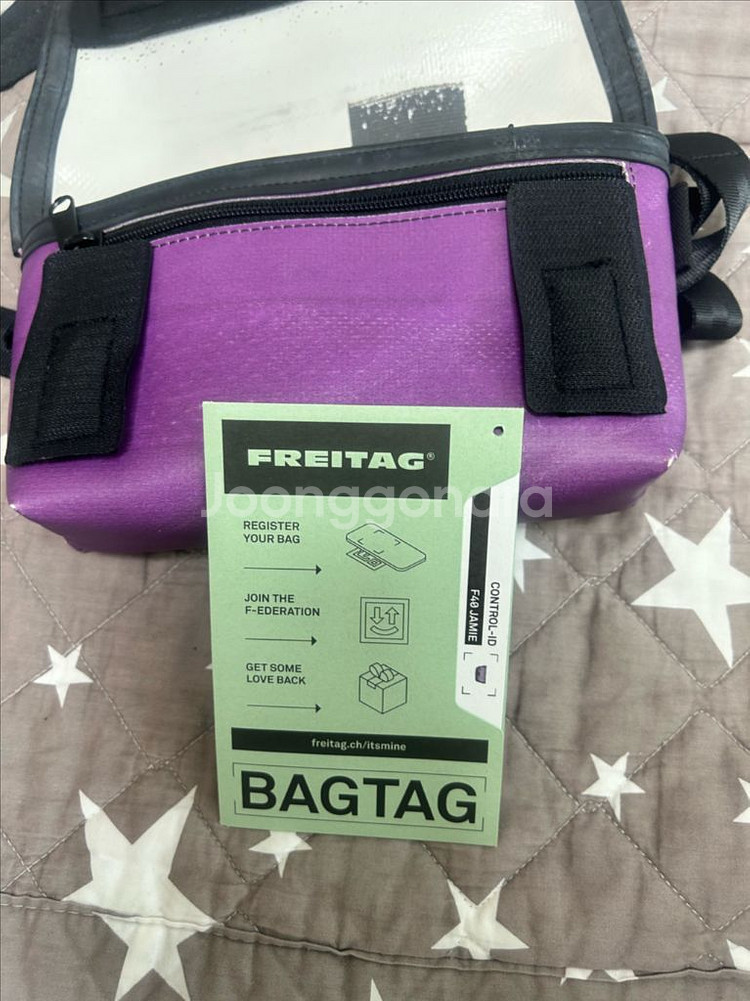 FREITAG®
Joonggonara
REGISTER
YOUR BAG
JOIN THE
F-EDERATION
GET SOME
LOVE BACK
CONTROL-ID
F40 JAMIE
freitag.ch/itsmine
BAGTAG